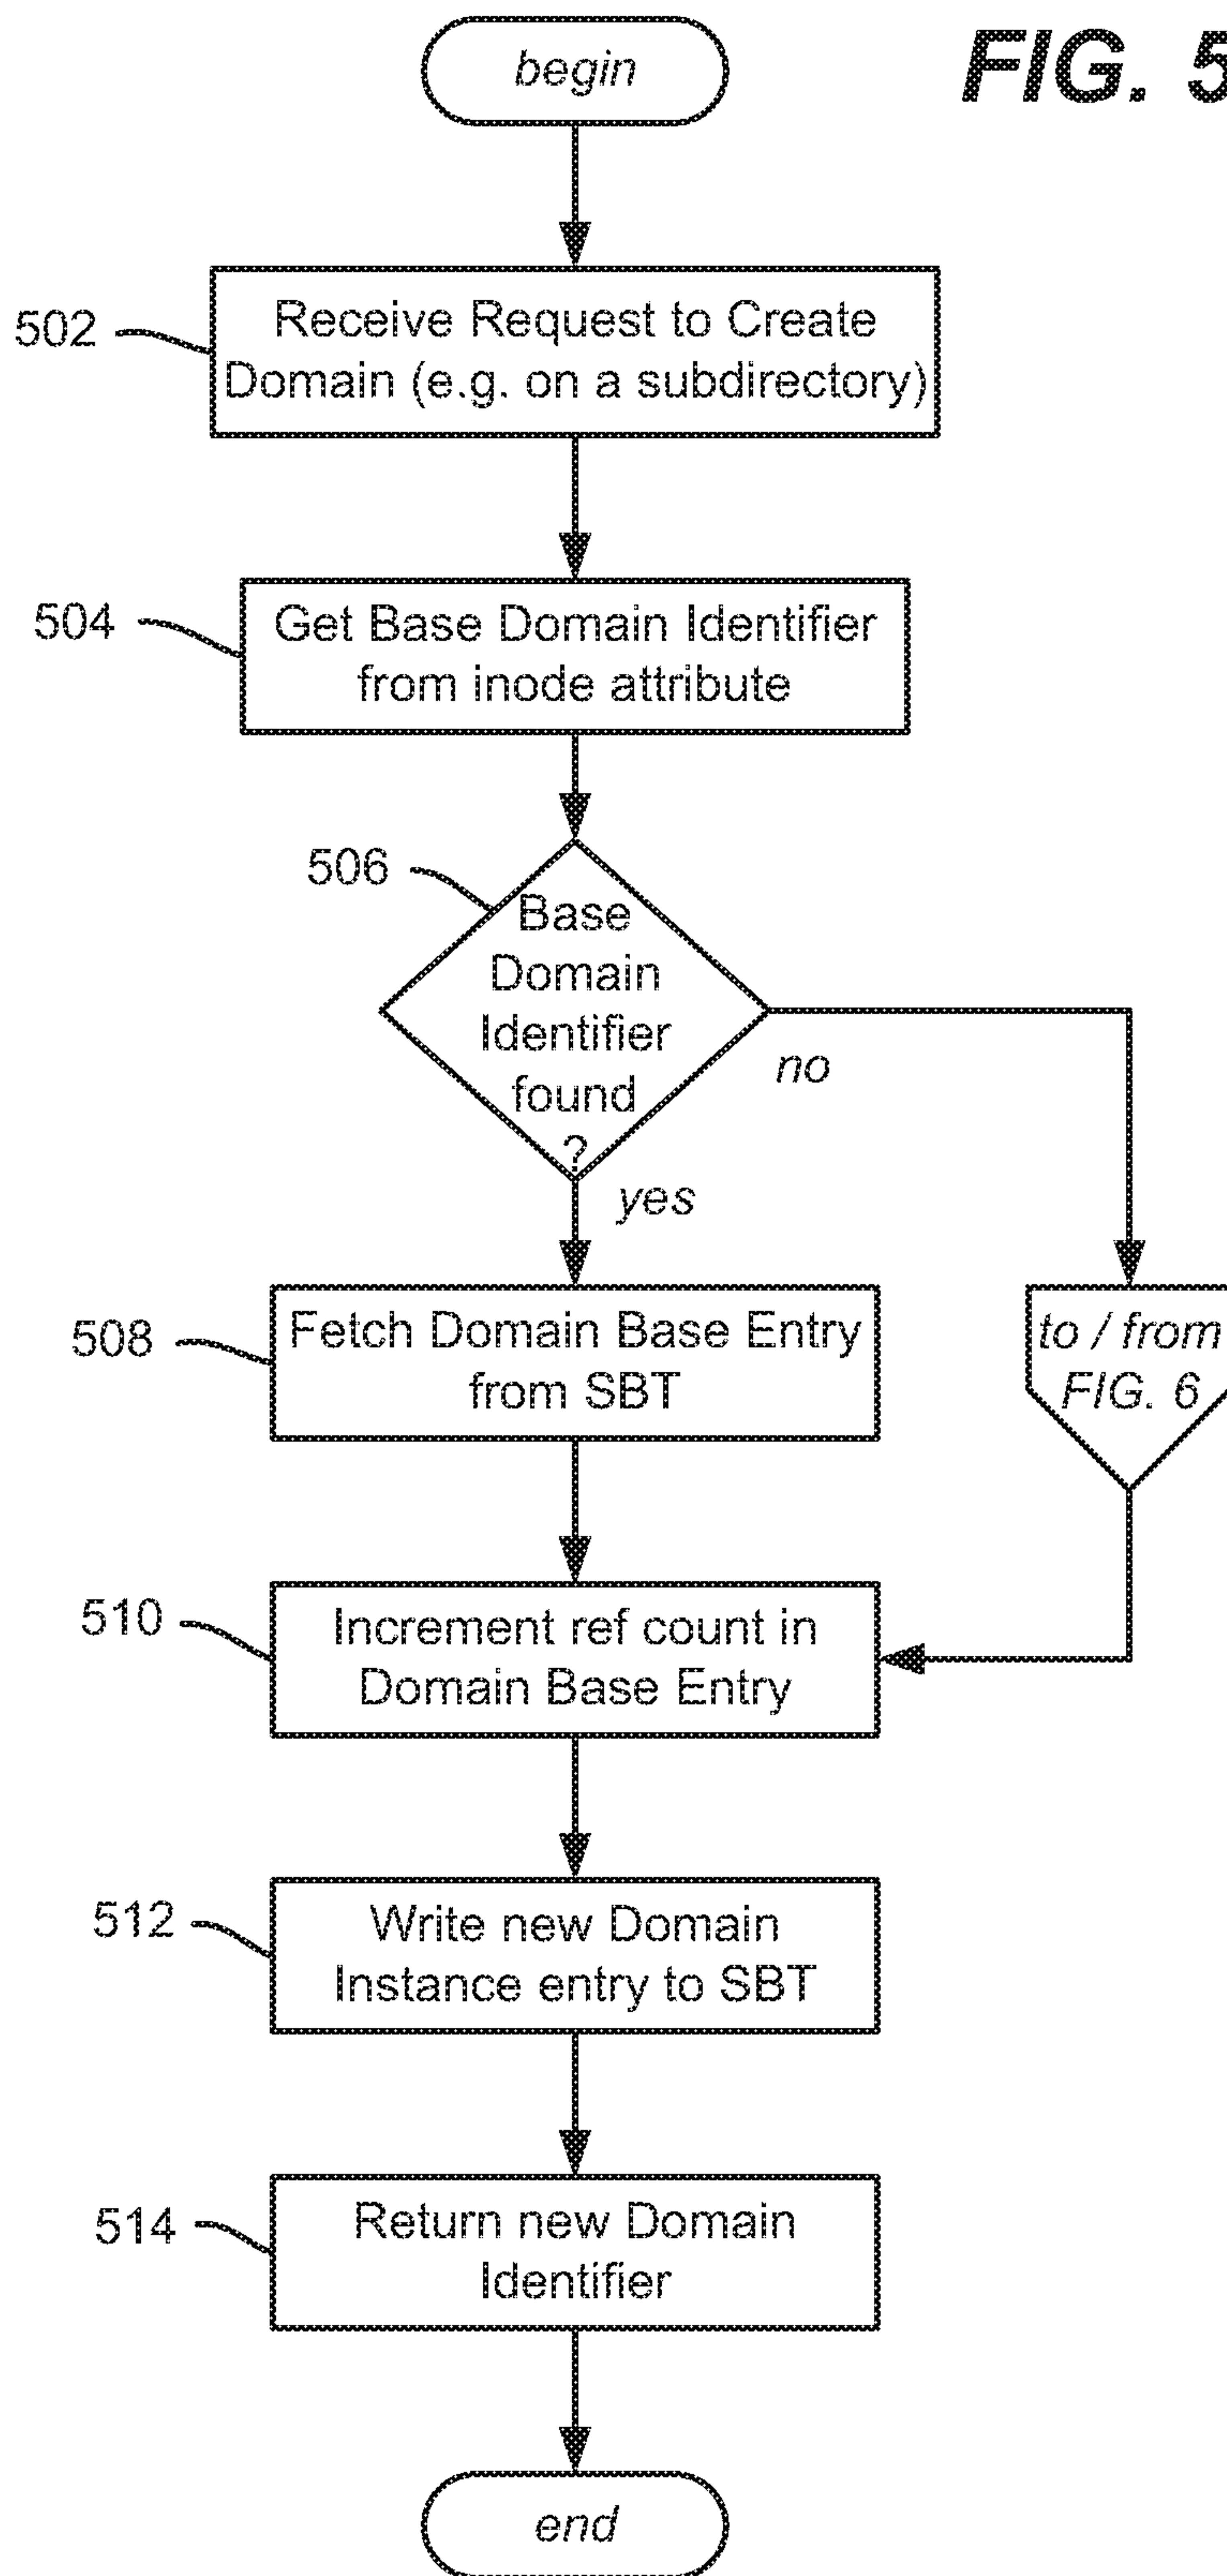 FIG. 5
begin
502
Receive Request to Create
Domain (e.g. on a subdirectory)
504
Get Base Domain Identifier
from inode attribute
506
Base
Domain
Identifier
found
?
no
yes
508
Fetch Domain Base Entry
from SBT
to / from
FIG. 6
510
Increment ref count in
Domain Base Entry
512
Write new Domain
Instance entry to SBT
514
Return new Domain
Identifier
end